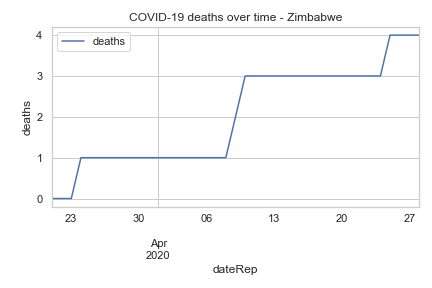 COVID-19 deaths over time - Zimbabwe
deaths
4
3
2
1
0
deaths
23 30 06 13 20 27
Apr
2020
dateRep